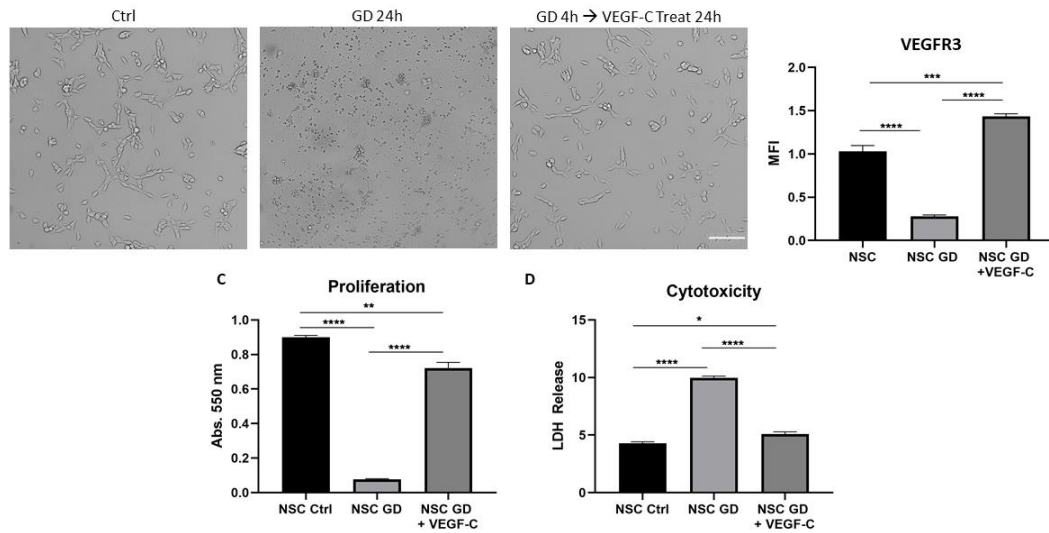 Ctrl
GD 24h
GD 4h → VEGF-C Treat 24h
VEGFR3
2.0
1.5
1.0
0.5
0.0
MFI
***
****
****
NSC
NSC GD
NSC GD
+VEGF-C
C
Proliferation
1.0
0.8
0.6
0.4
0.2
0.0
Abs. 550 nm
**
****
****
NSC Ctrl
NSC GD
NSC GD
+ VEGF-C
D
Cytotoxicity
15
10
5
0
LDH Release
*
****
****
NSC Ctrl
NSC GD
NSC GD
+ VEGF-C